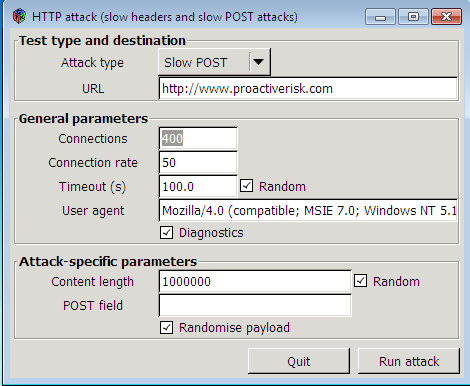 HTTP attack (slow headers and slow POST attacks)
Test type and destination
Attack type Slow POST
URL http://www.proactiverisk.com
General parameters
Connections 400
Connection rate 50
Timeout (s) 100.0 Random
User agent Mozilla/4.0 (compatible; MSIE 7.0; Windows NT 5.1
Diagnostics
Attack-specific parameters
Content length 1000000 Random
POST field
Randomise payload
Quit Run attack